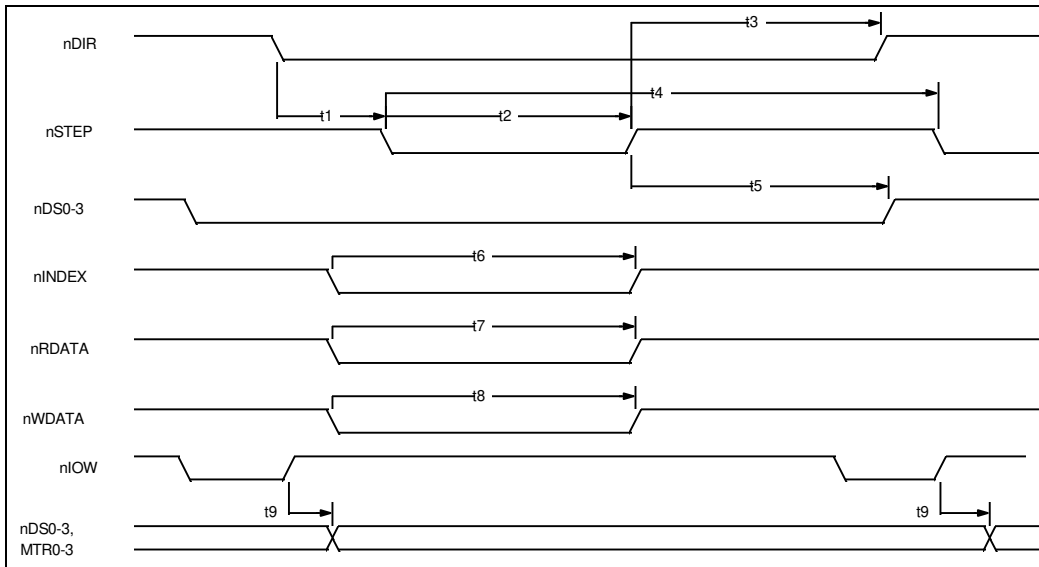 t3
nDIR
t4
t1
t2
nSTEP
t5
nDS0-3
t6
nINDEX
t7
nRDATA
t8
nWDATA
nIOW
t9
t9
nDS0-3,
MTR0-3